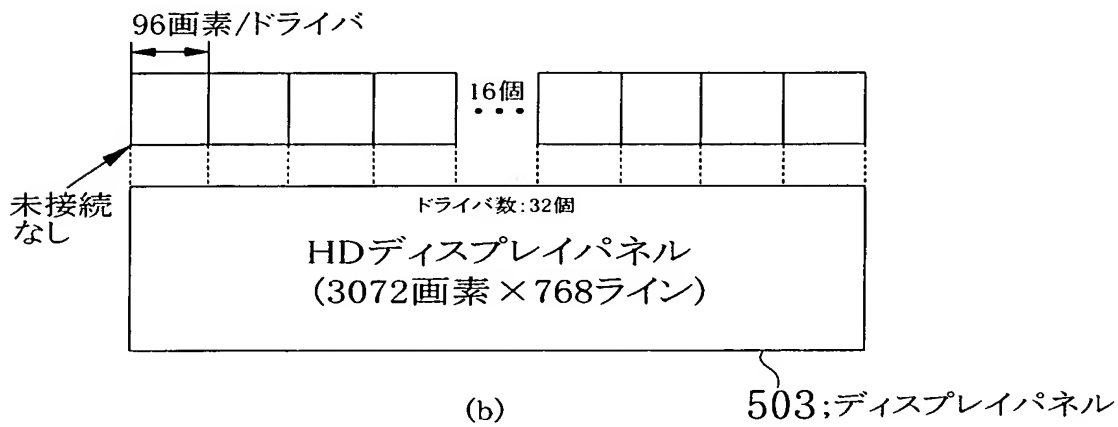 96画素/ドライバ
16個
•••
未接続
なし
ドライバ数:32個
HDディスプレイパネル
(3072画素×768ライン)
503;ディスプレイパネル
(b)